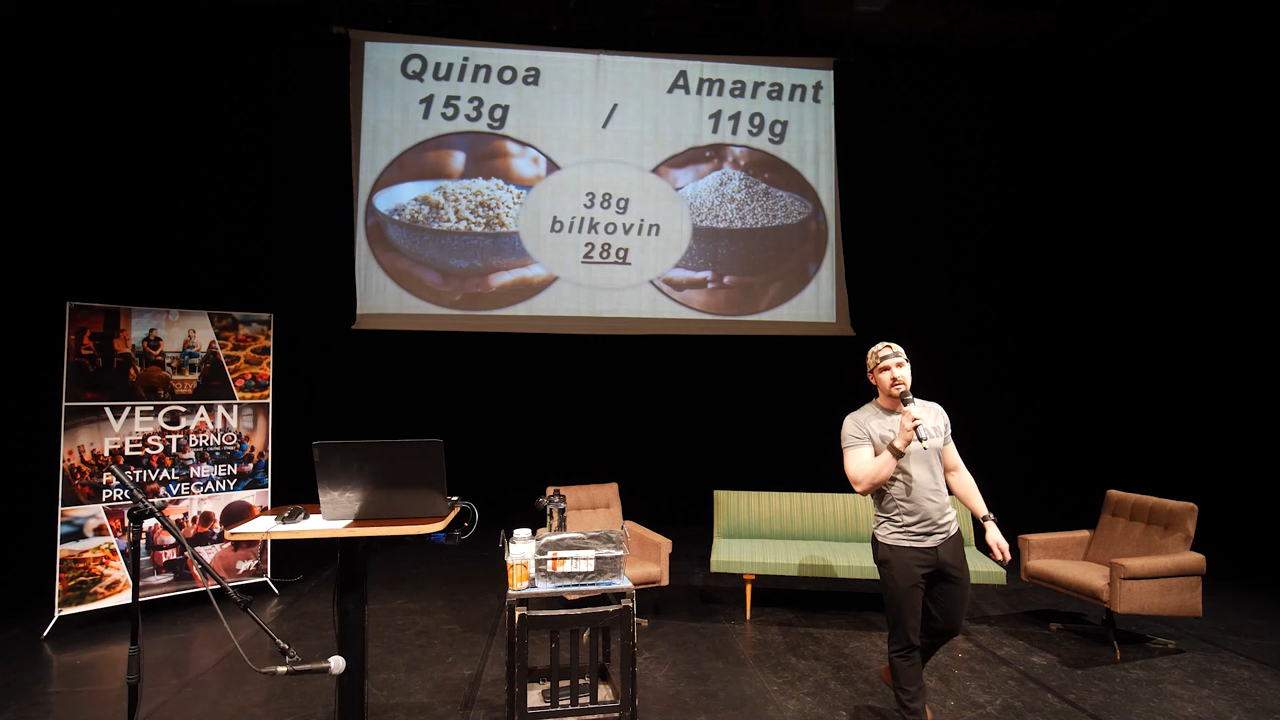 Quinoa
153g
/
Amarant
119g
38g
bílkovin
28g
VEGAN
FEST BRNO
FESTIVAL NEJEN
PRO VEGANY